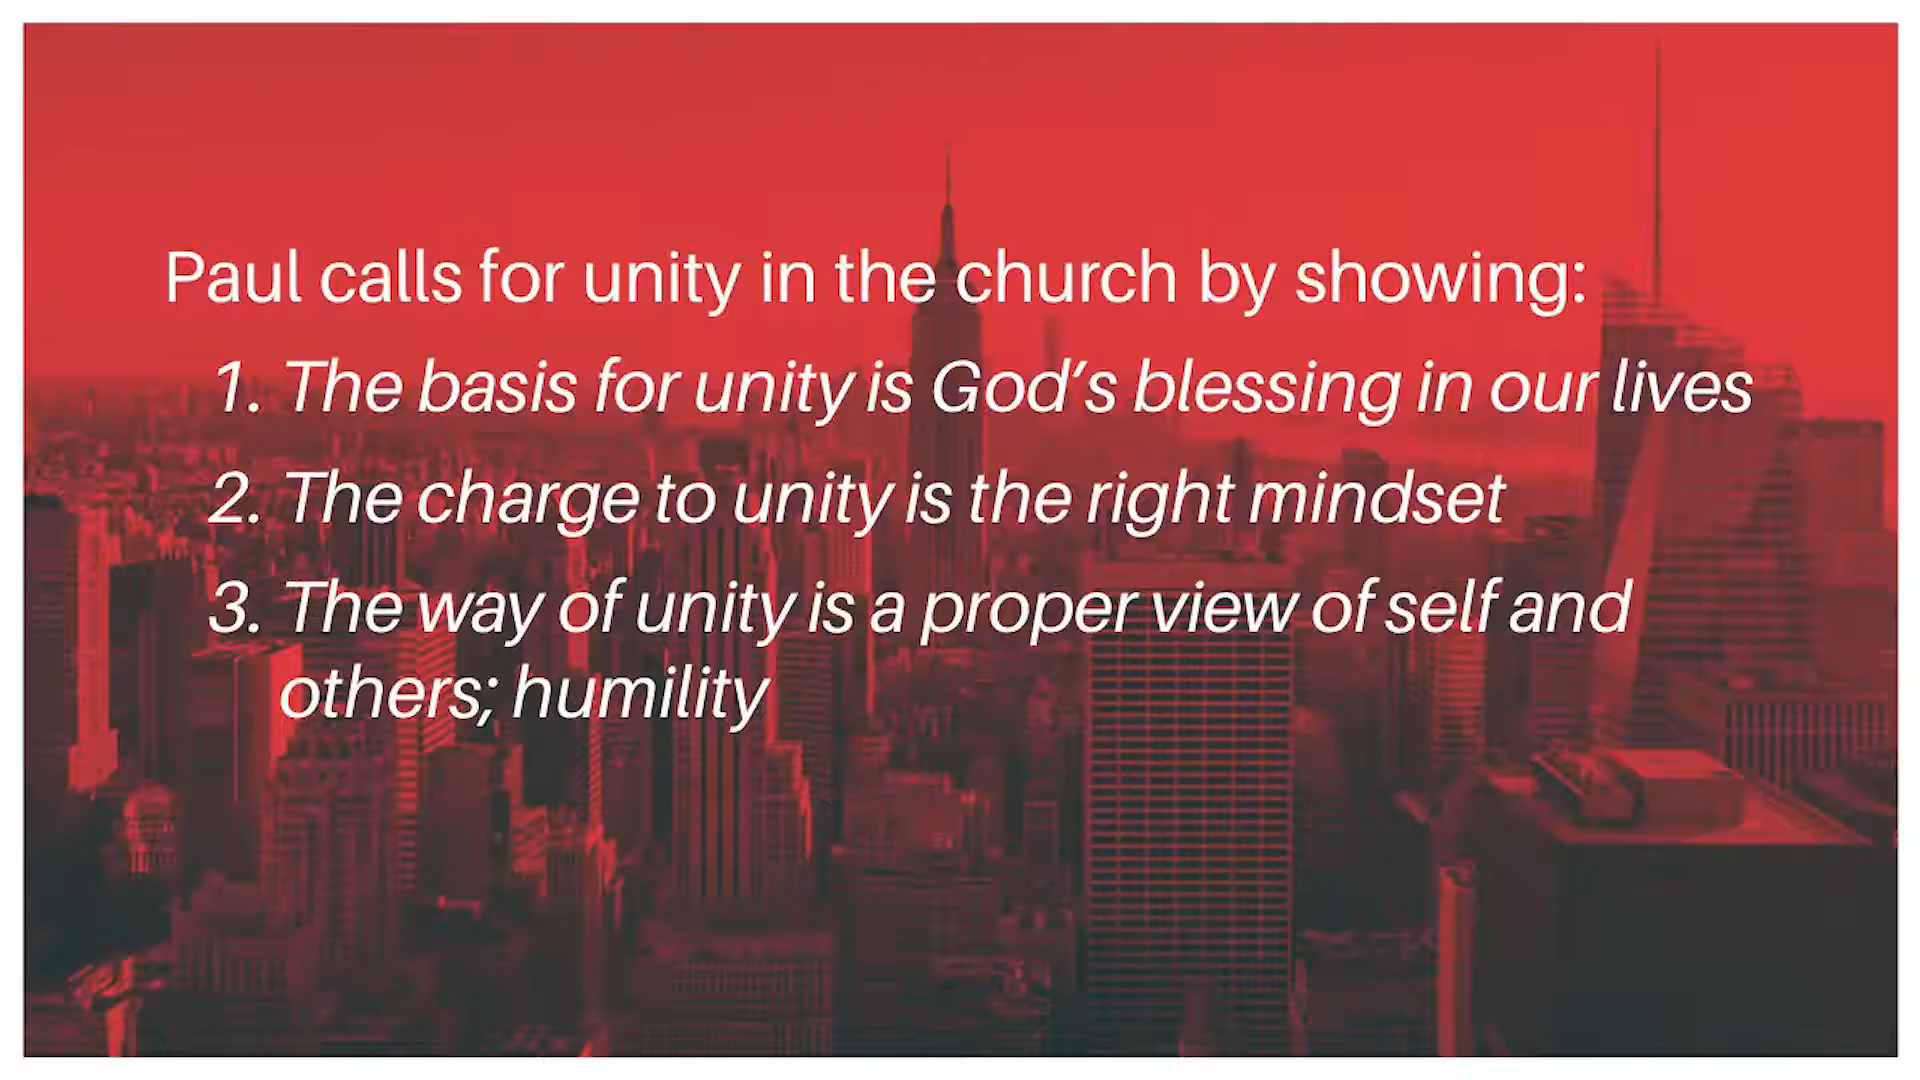 Paul calls for unity in the church by showing:
1. The basis for unity is God’s blessing in our lives
2. The charge to unity is the right mindset
3. The way of unity is a proper view of self and
others; humility